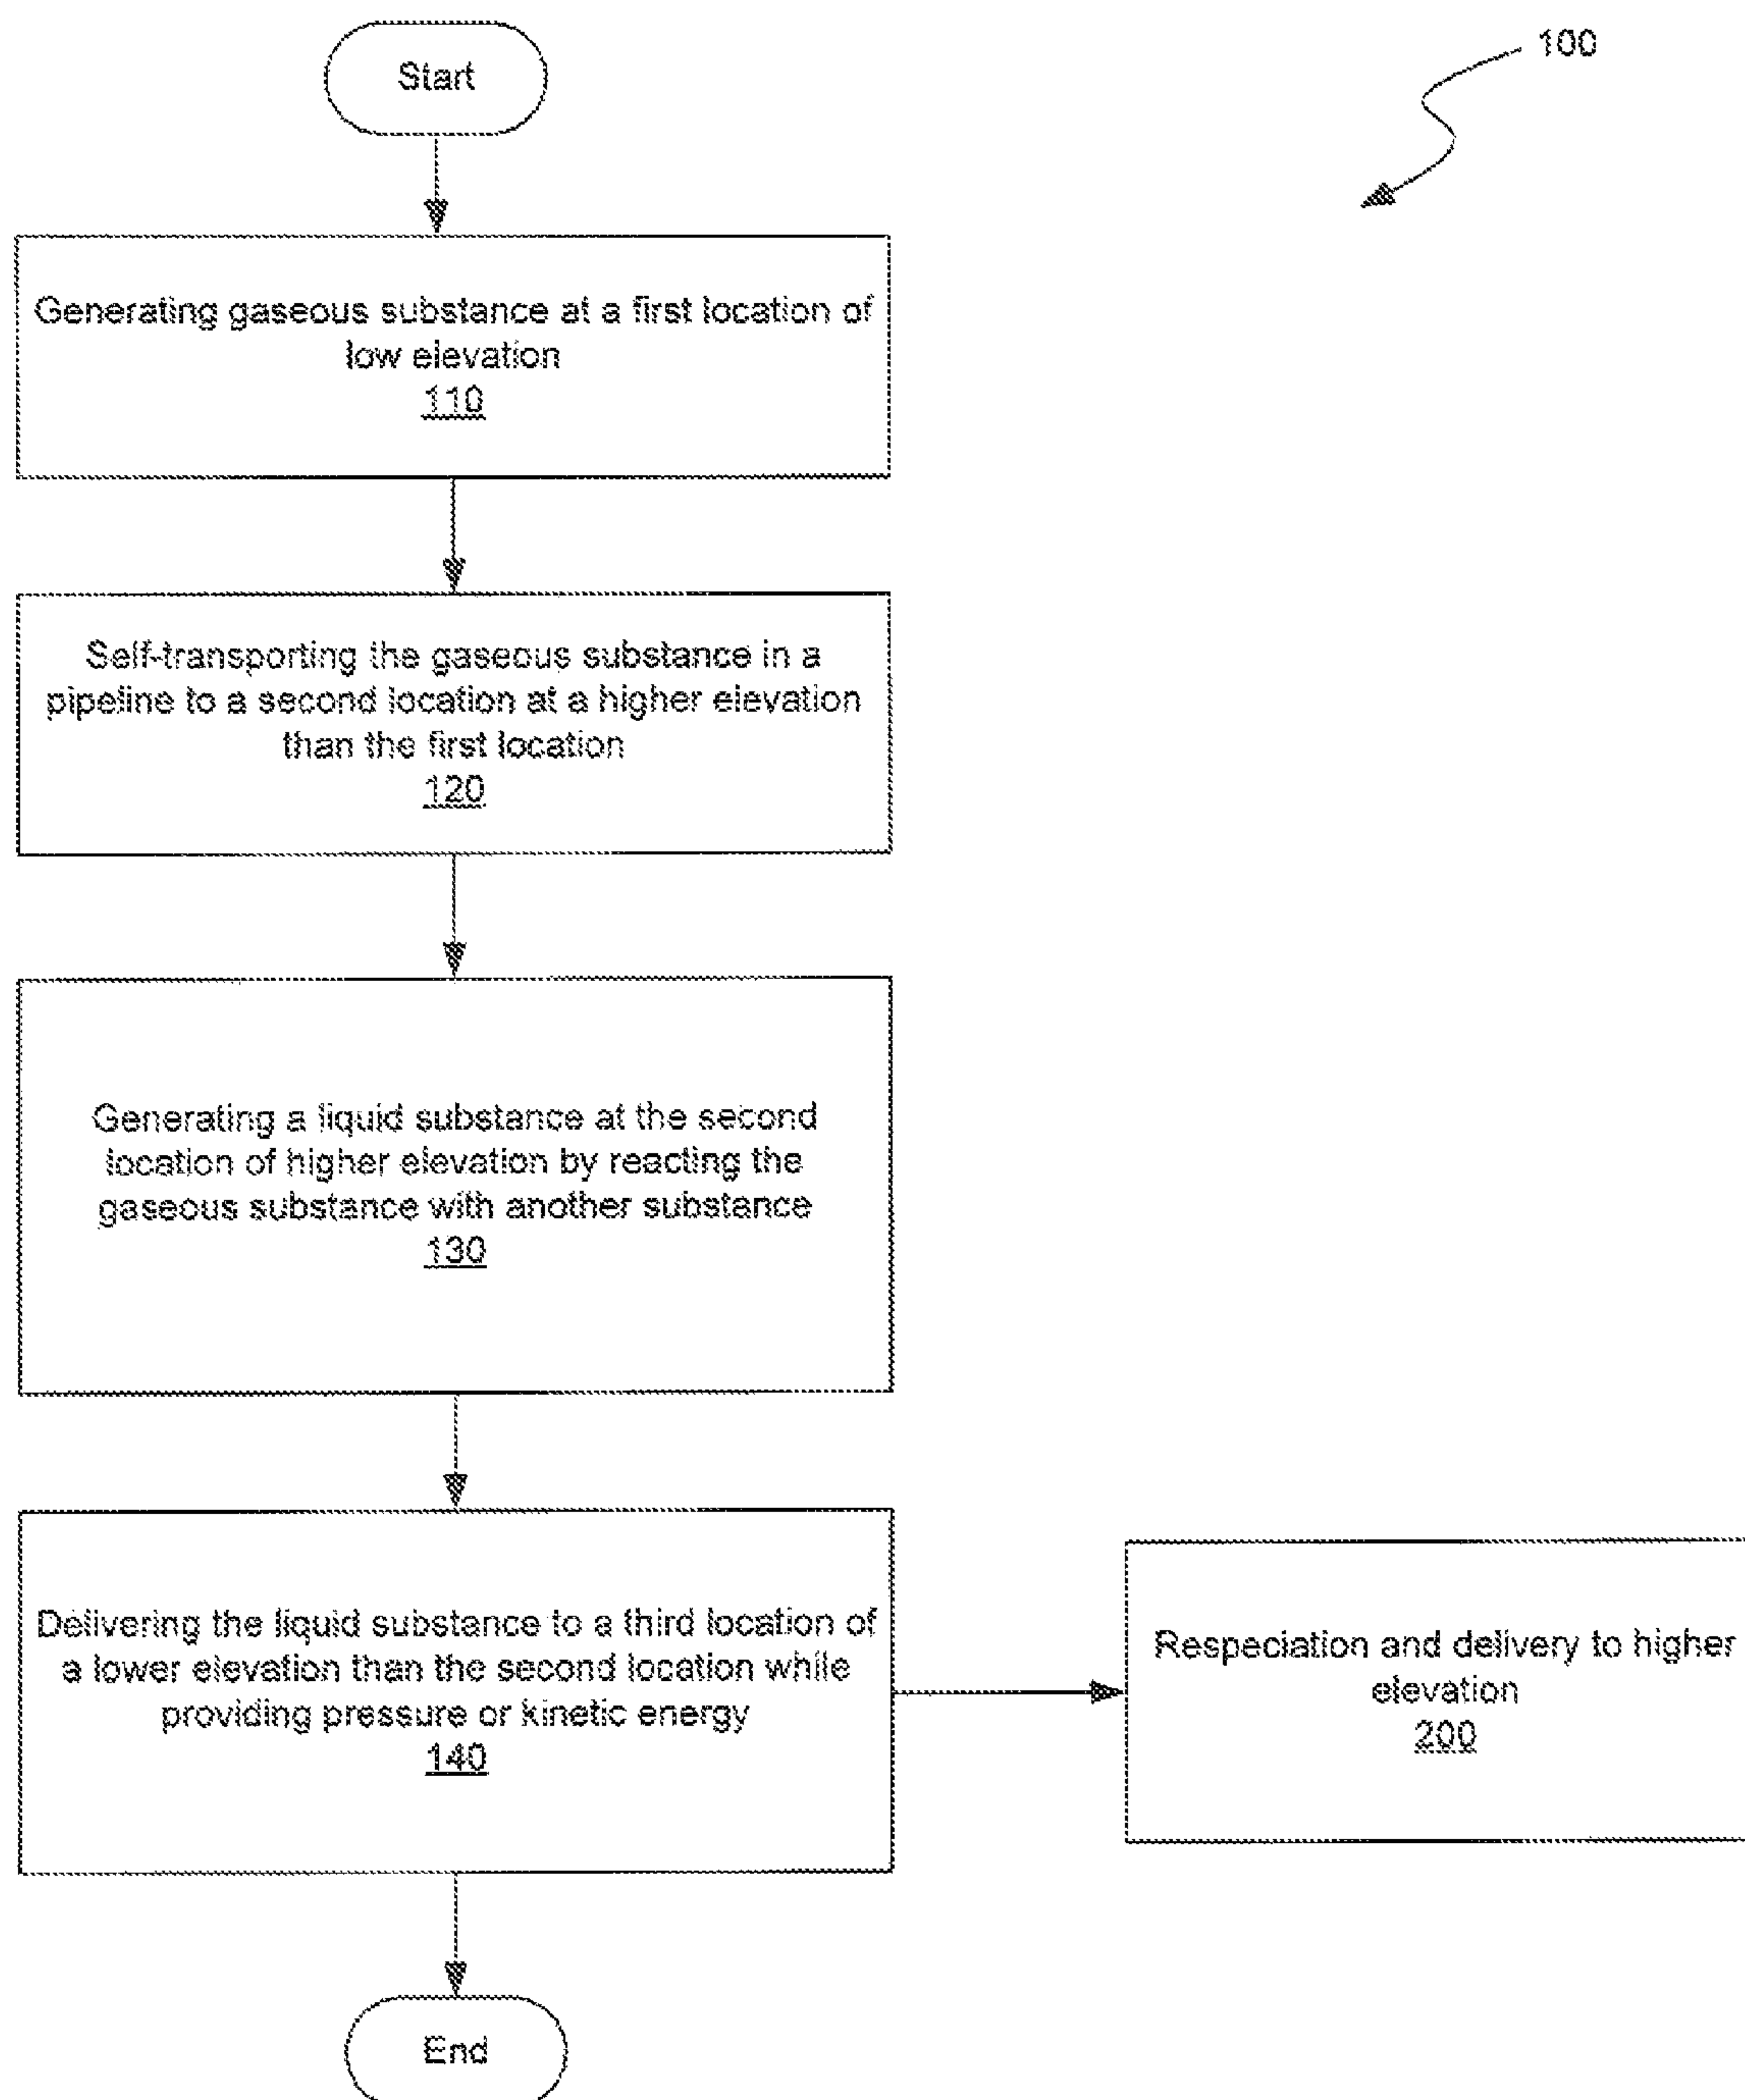 Start
100
Generating gaseous substance at a first location of
low elevation
110
Self-transporting the gaseous substance in a
pipeline to a second location at a higher elevation
than the first location
120
Generating a liquid substance at the second
location of higher elevation by reacting the
gaseous substance with another substance
130
Delivering the liquid substance to a third location of
a lower elevation than the second location while
providing pressure or kinetic energy
140
Respeciation and delivery to higher
elevation
200
End